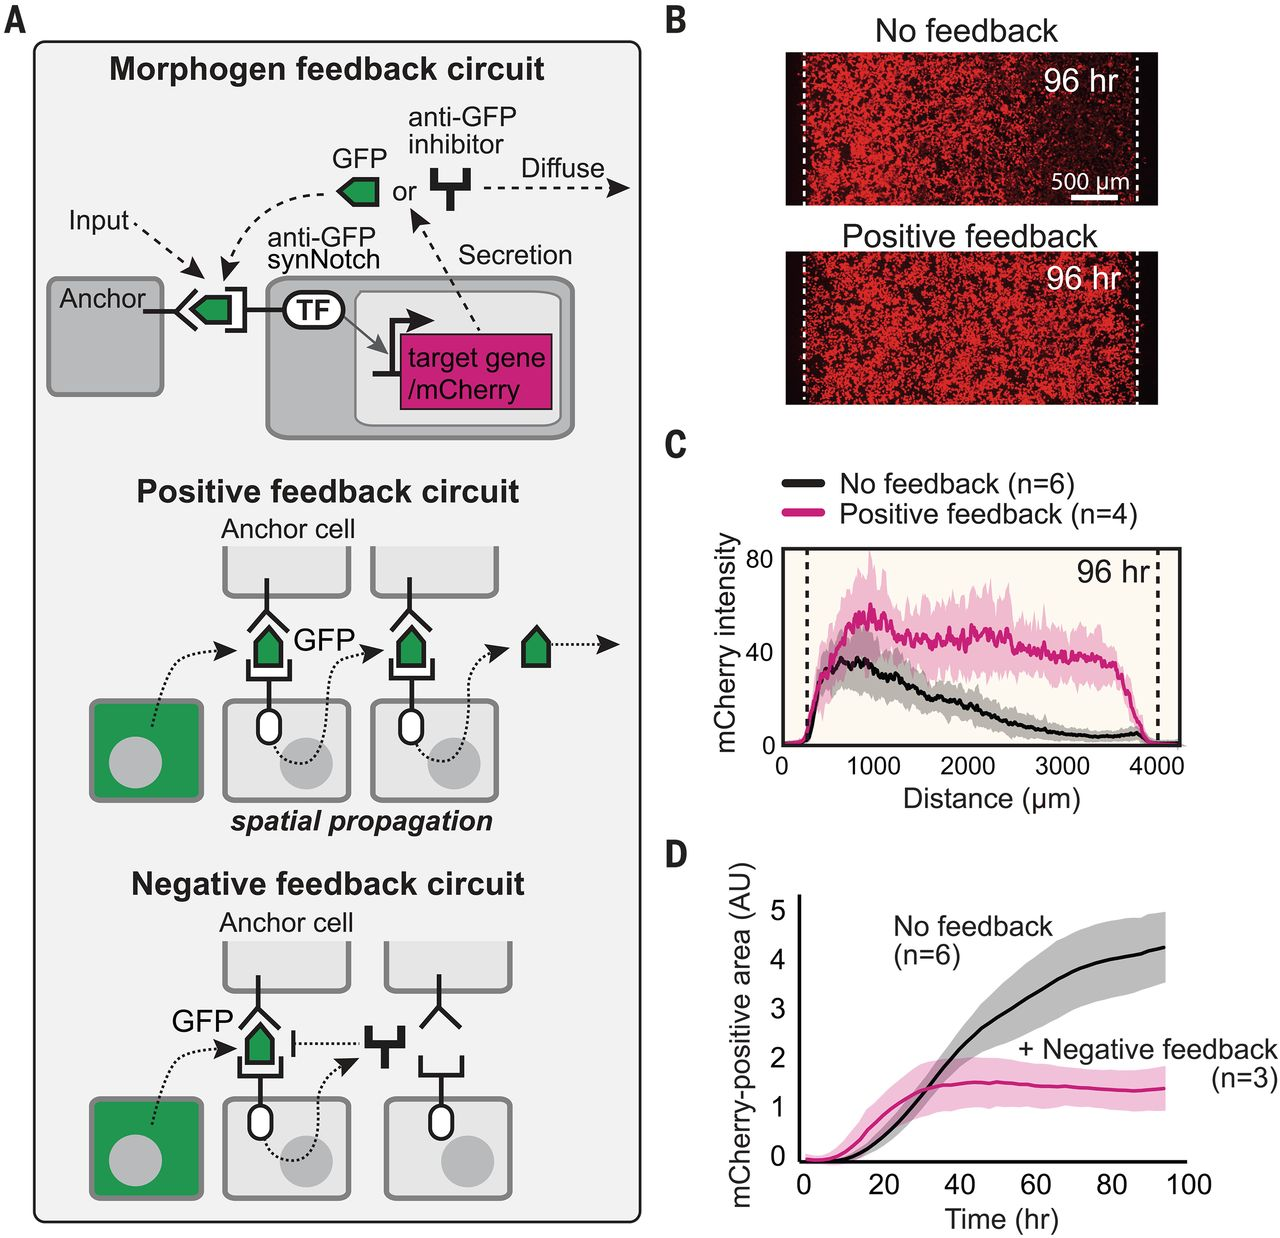 A
Morphogen feedback circuit
anti-GFP
inhibitor
GFP
or
Diffuse
Input
anti-GFP
synNotch
Secretion
Anchor
TF
target gene
/mCherry
Positive feedback circuit
Anchor cell
GFP
spatial propagation
Negative feedback circuit
Anchor cell
GFP
B
No feedback
96 hr
500 µm
Positive feedback
96 hr
C
No feedback (n=6)
Positive feedback (n=4)
mCherry intensity
80
40
0
96 hr
0 1000 2000 3000 4000
Distance (µm)
D
mCherry-positive area (AU)
5
4
3
2
1
0
No feedback
(n=6)
+ Negative feedback
(n=3)
0 20 40 60 80 100
Time (hr)